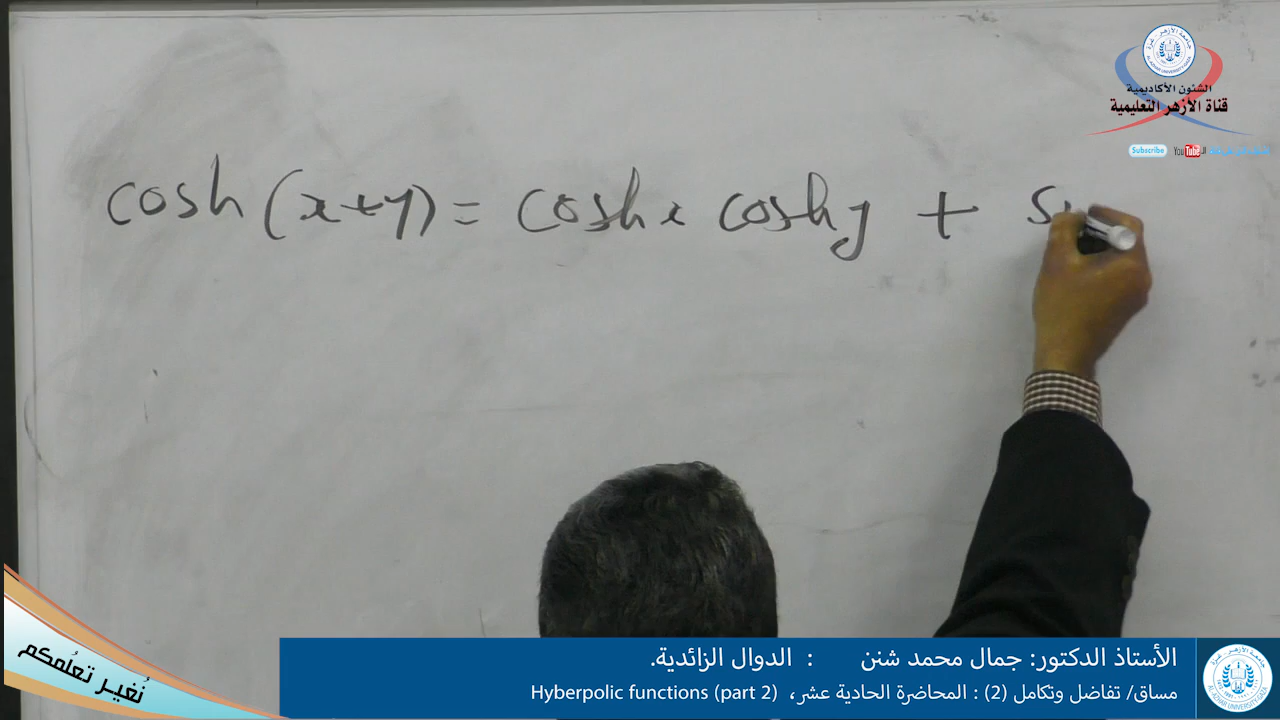 الشئون الأكاديمية
قناة الأزهر التعليمية
Subscribe YouTube
cosh (x+y) = cosh x cosh y + s
نُغير تعلُمكم
الأستاذ الدكتور: جمال محمد شنن : الدوال الزائدية.
مساق/ تفاضل وتكامل (2) : المحاضرة الحادية عشر، Hyberpolic functions (part 2)